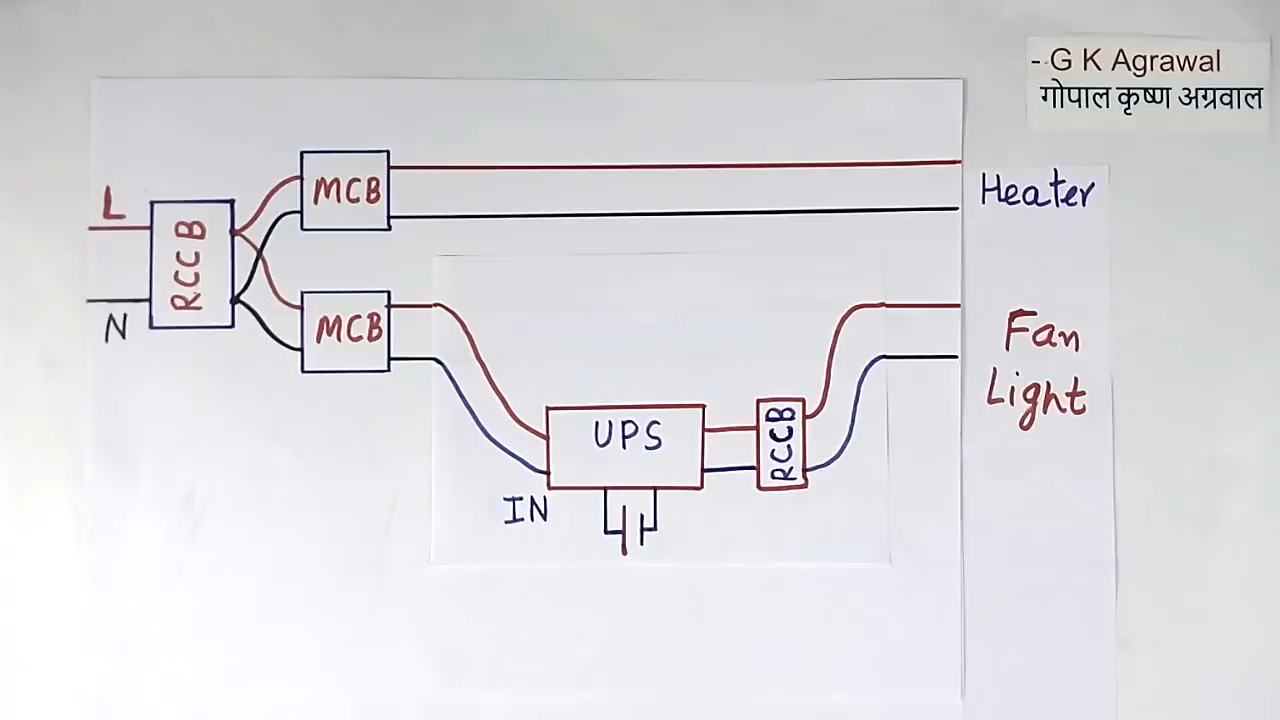 - G K Agrawal
गोपाल कृष्ण अग्रवाल
MCB
Heater
L
RCCB
N
MCB
Fan
Light
UPS
RCCB
IN